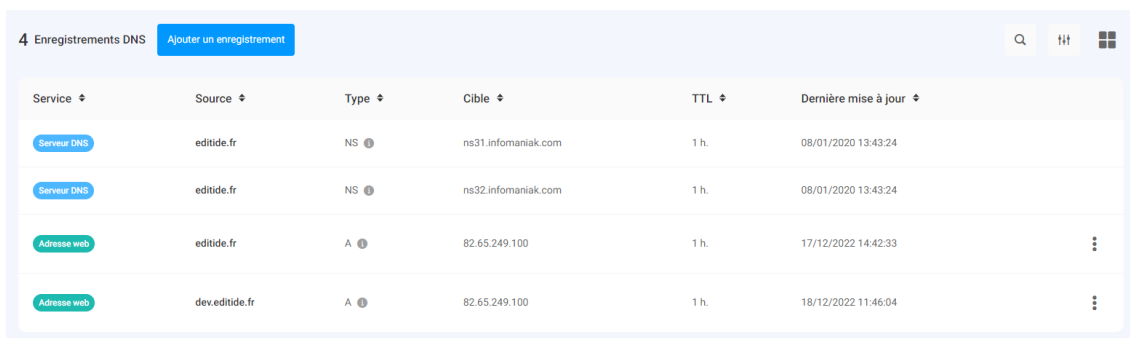 4 Enregistrements DNS Ajouter un enregistrement
Service Source Type Cible TTL Dernière mise à jour
Serveur DNS editide.fr NS ns31.infomaniak.com 1 h. 08/01/2020 13:43:24
Serveur DNS editide.fr NS ns32.infomaniak.com 1 h. 08/01/2020 13:43:24
Adresse web editide.fr A 82.65.249.100 1 h. 17/12/2022 14:42:33
Adresse web dev.editide.fr A 82.65.249.100 1 h. 18/12/2022 11:46:04